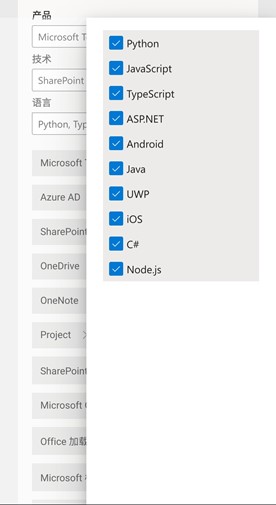 产品
Microsoft T
技术
SharePoint
语言
Python, Typ
Microsoft T
Azure AD
SharePoint
OneDrive
OneNote
Project
SharePoint
Microsoft
Office 加载
Microsoft
Python
JavaScript
TypeScript
ASP.NET
Android
Java
UWP
iOS
C#
Node.js